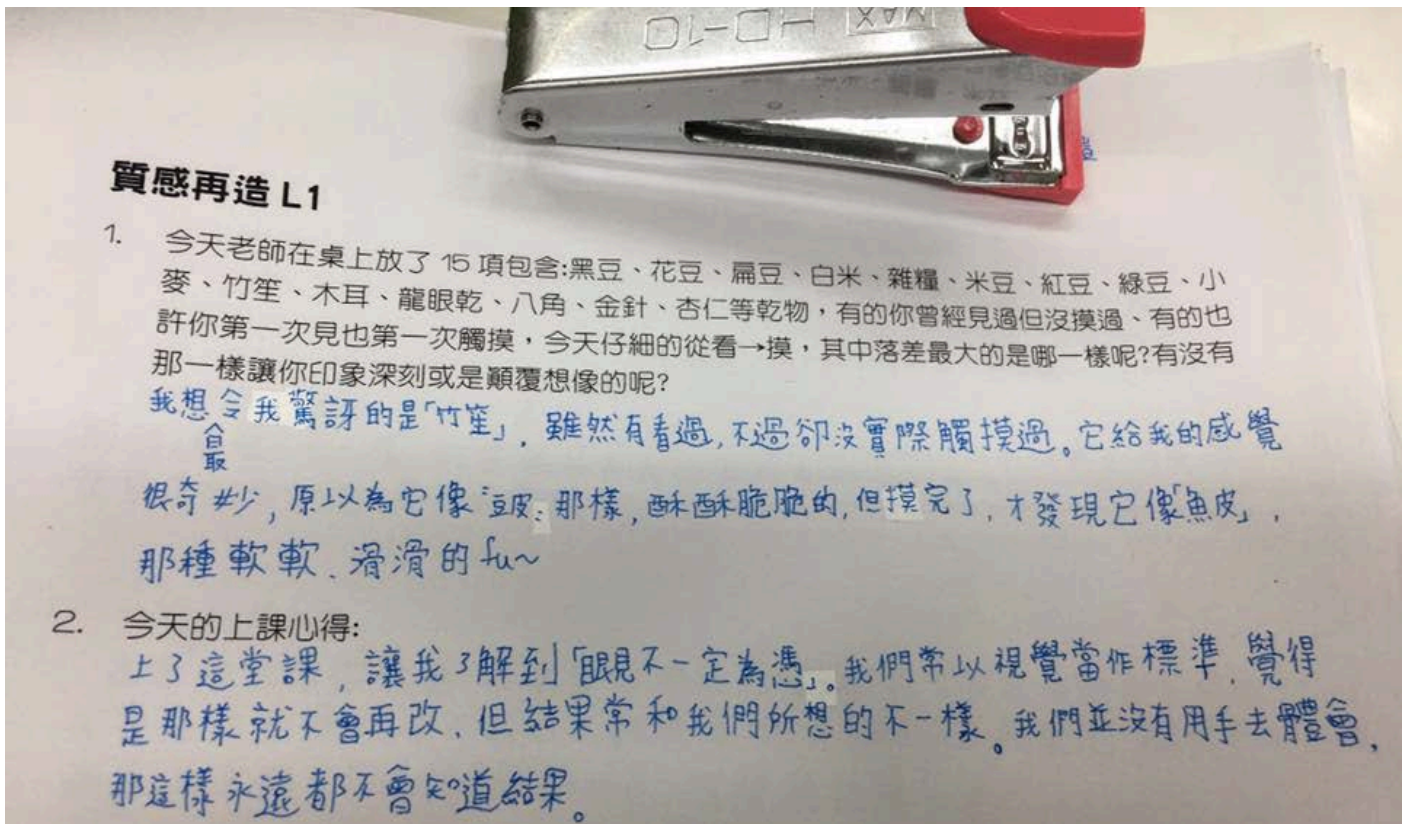 MAX
HD-10
質感再造 L1
1. 今天老師在桌上放了 15 項包含:黑豆、花豆、扁豆、白米、雜糧、米豆、紅豆、綠豆、小
麥、竹笙、木耳、龍眼乾、八角、金針、杏仁等乾物，有的你曾經見過但沒摸過、有的也
許你第一次見也第一次觸摸，今天仔細的從看→摸，其中落差最大的是哪一樣呢?有沒有
那一樣讓你印象深刻或是顛覆想像的呢?
我想令我驚訝的是「竹笙」，雖然有看過,不過卻沒實際觸摸過。它給我的感覺
最
很奇妙,原以為它像「豆皮」那樣,酥酥脆脆的,但摸完了,才發現它像「魚皮」,
那種軟軟、滑滑的fu~
2. 今天的上課心得:
上了這堂課,讓我了解到「眼見不一定為憑」。我們常以視覺當作標準,覺得
是那樣就不會再改,但結果常和我們所想的不一樣。我們並沒有用手去體會,
那這樣永遠都不會知道結果。